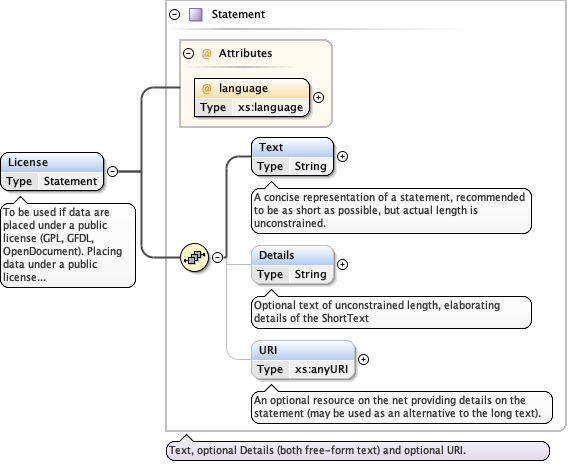 Statement
@ Attributes
@ language
Type xs:language
License
Type Statement
To be used if data are
placed under a public
license (GPL, GFDL,
OpenDocument). Placing
data under a public
license...
Text
Type String
A concise representation of a statement, recommended
to be as short as possible, but actual length is
unconstrained.
Details
Type String
Optional text of unconstrained length, elaborating
details of the ShortText
URI
Type xs:anyURI
An optional resource on the net providing details on the
statement (may be used as an alternative to the long text).
Text, optional Details (both free-form text) and optional URI.